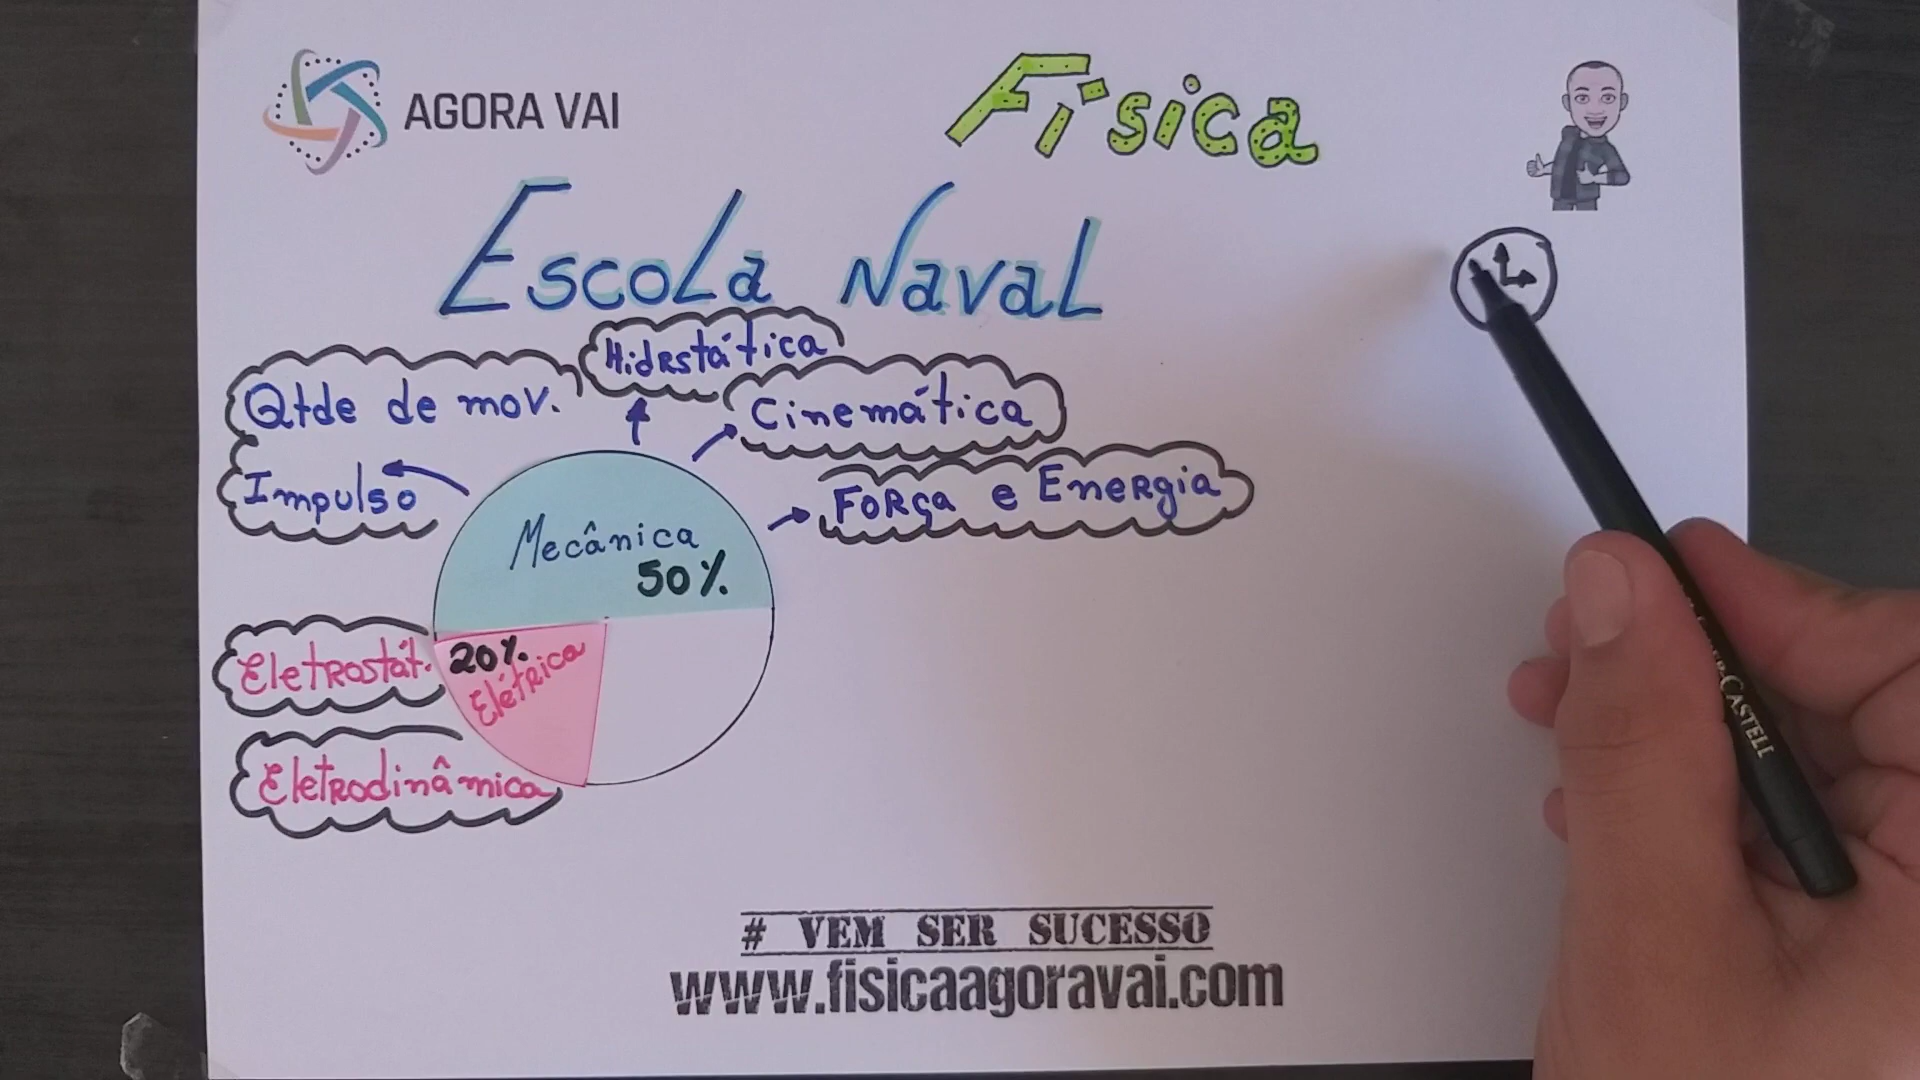 AGORA VAI
Física
Escola Naval
Hidrstática
Qtde de mov.
Cinemática
Impulso
Força e Energia
Mecânica
50%
Eletrostát.
20%
Elétrica
Eletrodinâmica
# VEM SER SUCESSO
www.fisicaagoravai.com